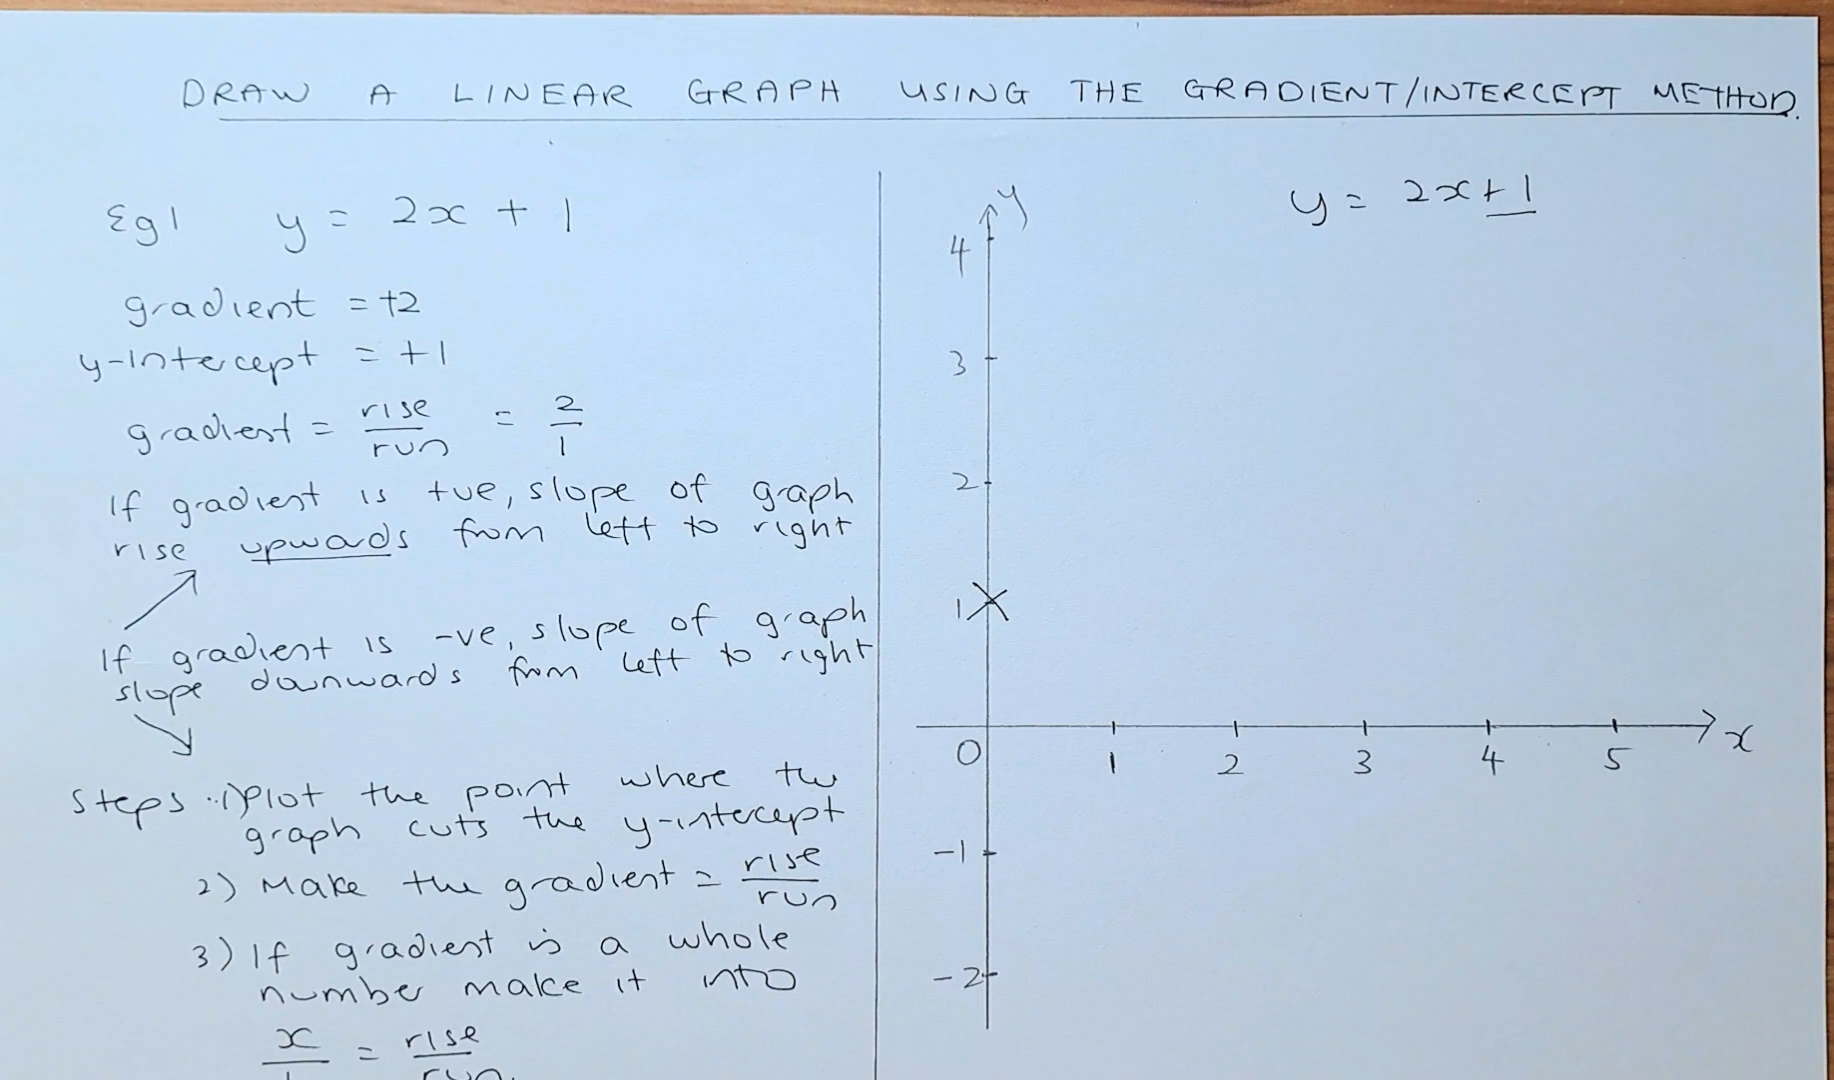 DRAW A LINEAR GRAPH USING THE GRADIENT/INTERCEPT METHOD.
Eg1 y = 2x + 1
gradient = +2
y-intercept = +1
gradient = rise/run = 2/1
If gradient is +ve, slope of graph
rise upwards from left to right
If gradient is -ve, slope of graph
slope downwards from left to right
Steps :1) Plot the point where the
graph cuts the y-intercept
2) Make the gradient = rise/run
3) If gradient is a whole
number make it into
x/1 = rise/run.
y = 2x+1
y
4
3
2
1
0
1 2 3 4 5 x
-1
-2